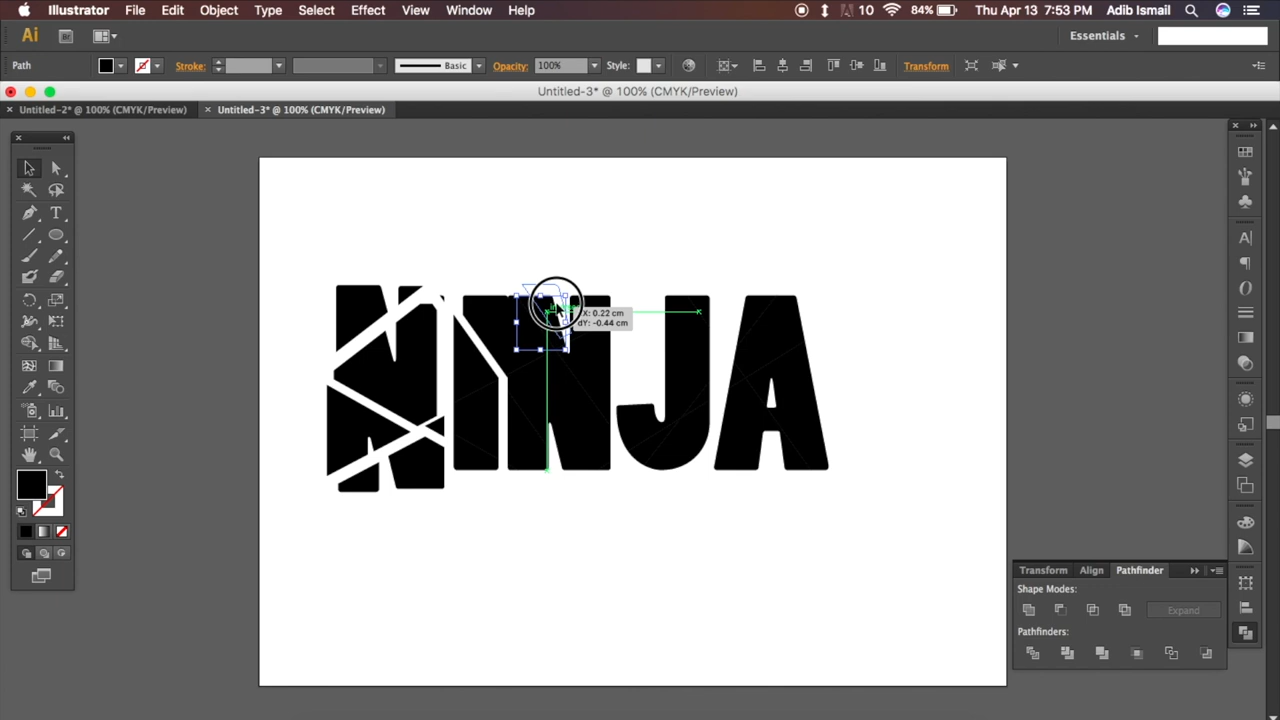 Illustrator File Edit Object Type Select Effect View Window Help 10 84% Thu Apr 13 7:53 PM Adib Ismail
Ai Br Essentials
Path Stroke: Basic Opacity: 100% Style: Transform
Untitled-3* @ 100% (CMYK/Preview)
Untitled-2* @ 100% (CMYK/Preview) Untitled-3* @ 100% (CMYK/Preview)
NINJA
X: 0.22 cm
dY: -0.44 cm
Transform Align Pathfinder
Shape Modes:
Expand
Pathfinders: